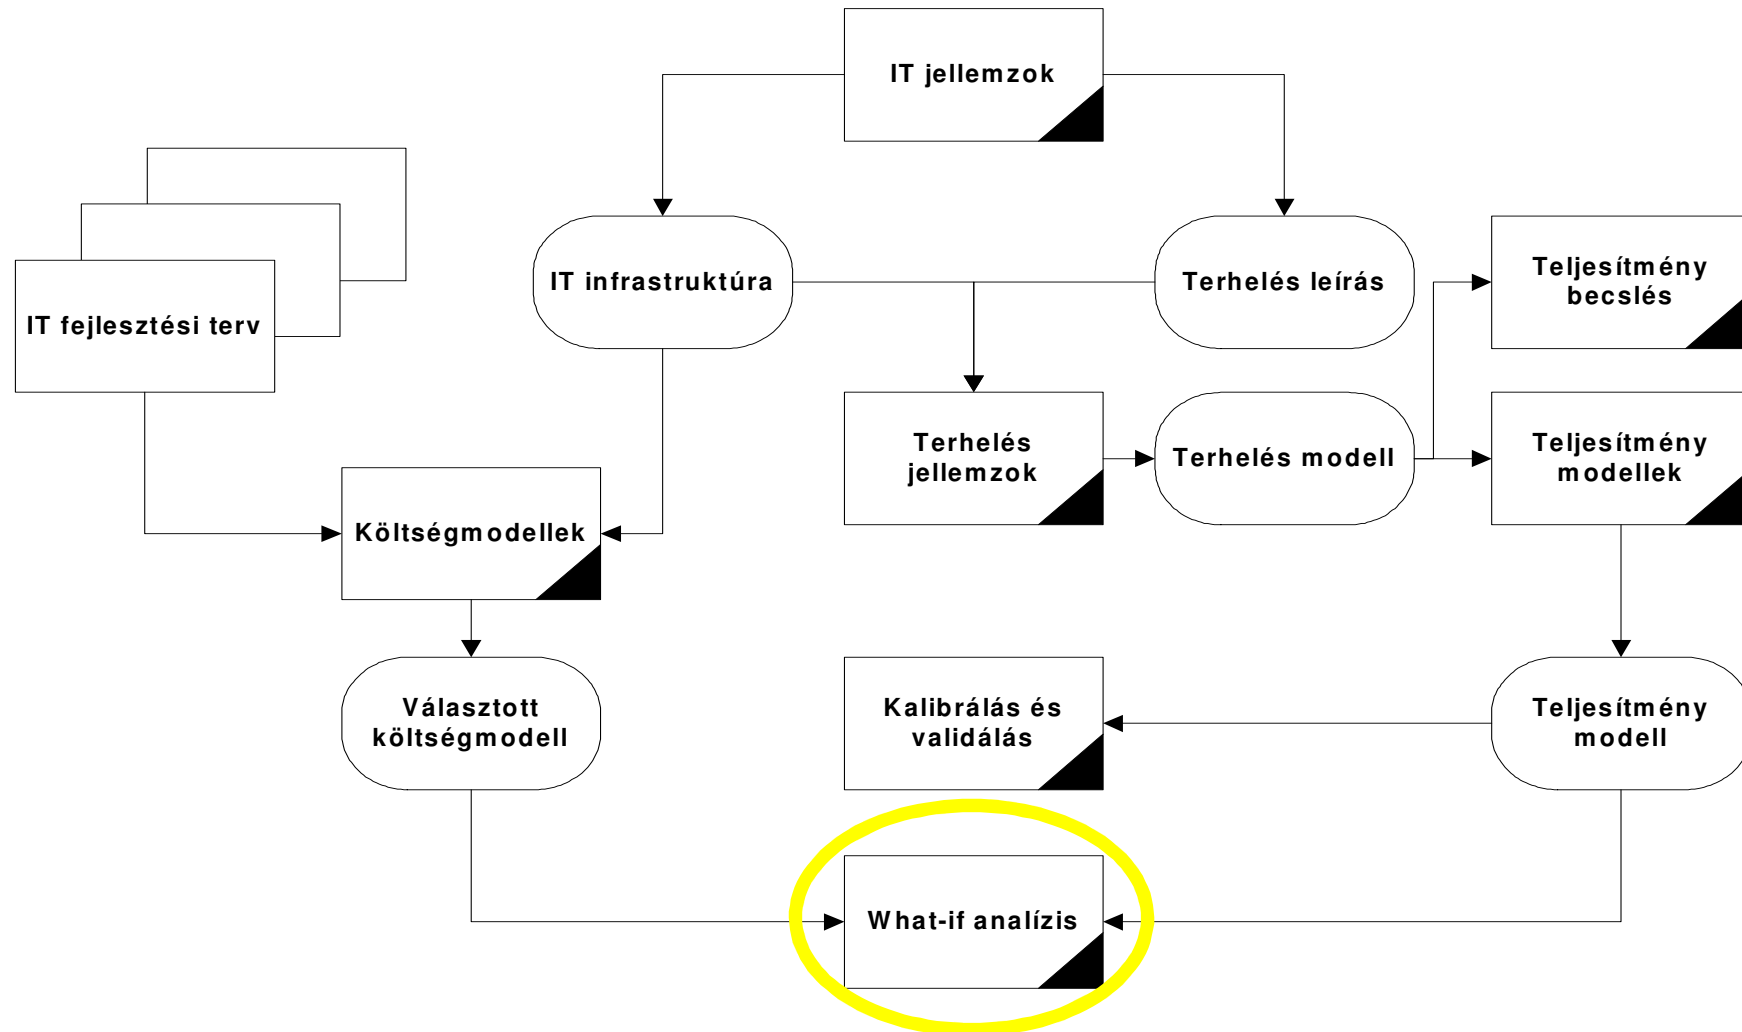 IT jellemzok
IT infrastruktúra
Terhelés leírás
Teljesítmény
becslés
IT fejlesztési terv
Terhelés
jellemzok
Terhelés modell
Teljesítmény
modellek
Költségmodellek
Választott
költségmodell
Kalibrálás és
validálás
Teljesítmény
modell
What-if analízis